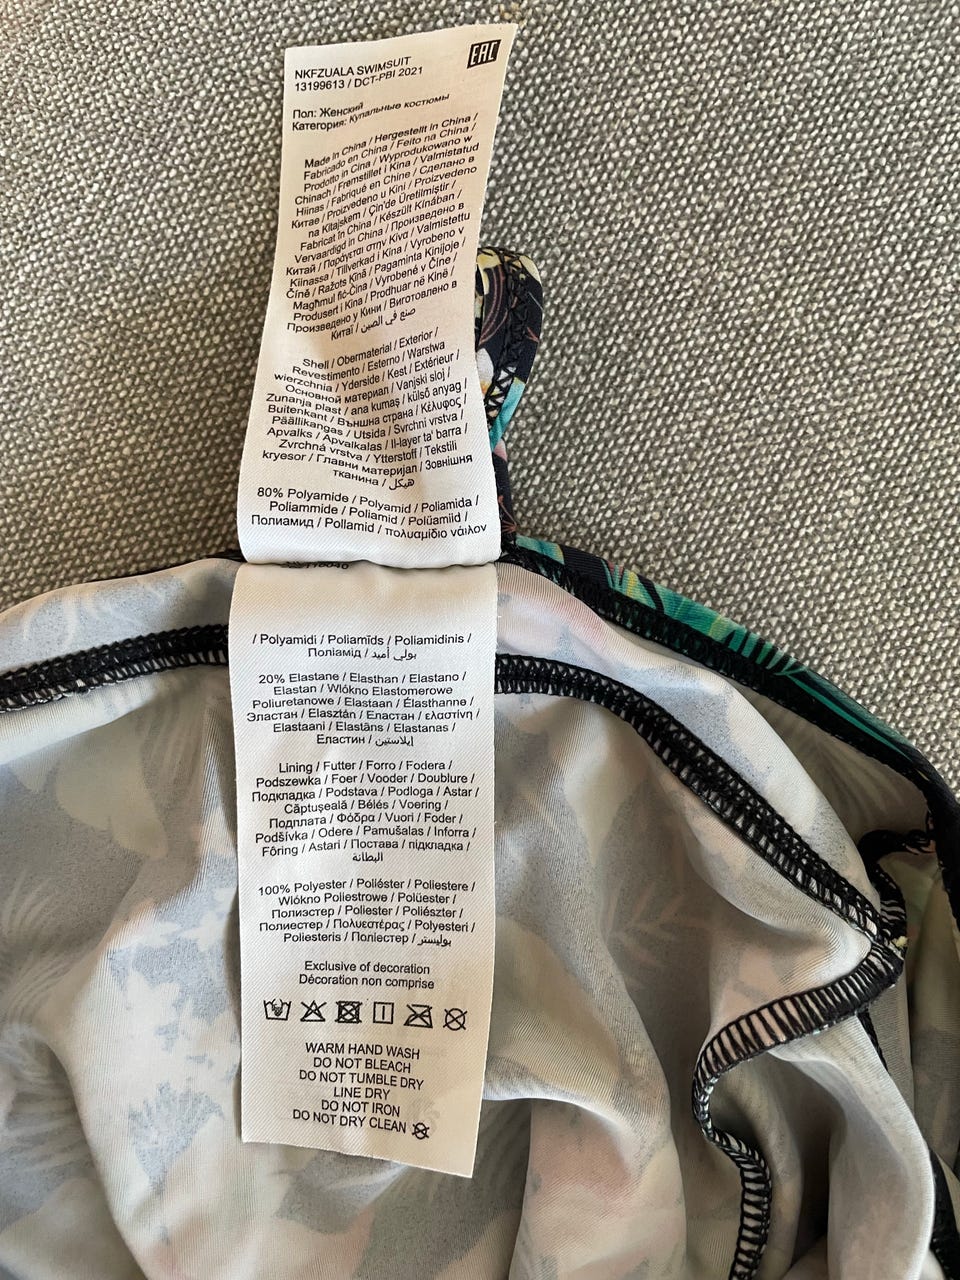 EAC
NKFZUALA SWIMSUIT
13199613 / DCT-PBI 2021
Пол: Женский
Категория: Купальные костюмы
Made in China / Hergestellt in China /
Fabricado en China / Feito na China /
Prodotto in Cina / Wyprodukowano w
Chinach / Fremstillet i Kina / Valmistatud
Hiinas / Fabriqué en Chine / Сделано в
Китае / Proizvedeno u Kini / Proizvedeno
na Kitajskem / Çin'de Üretilmiştir /
Fabricat în China / Készült Kínában /
Vervaardigd in China / Произведено в
Китай / Παράγεται στην Κίνα / Valmistettu
Kiinassa / Tillverkad i Kina / Vyrobeno v
Číně / Ražots Ķīnā / Pagaminta Kinijoje /
Magħmul fiċ-Ċina / Vyrobené v Číne /
Produsert i Kina / Prodhuar në Kinë /
Произведено у Кини / Виготовлено в
Китаї / صنع في الصين
Shell / Obermaterial / Exterior /
Revestimento / Esterno / Warstwa
wierzchnia / Yderside / Kest / Extérieur /
Основной материал / Vanjski sloj /
Zunanja plast / ana kumaş / külső anyag /
Buitenkant / Външна страна / Κέλυφος /
Päällikangas / Utsida / Svrchní vrstva /
Apvalks / Apvalkalas / Il-layer ta' barra /
Zvrchná vrstva / Ytterstoff / Tekstili
kryesor / Главни материјал / Зовнішня
тканина / هيكل
80% Polyamide / Polyamid / Poliamida /
Poliammide / Poliamid / Polüamiid /
Полиамид / Poliamid / πολυαμίδιο νάιλον
/ Polyamidi / Poliamīds / Poliamidinis /
Поліамід / بولي أميد
20% Elastane / Elasthan / Elastano /
Elastan / Wlókno Elastomerowe
Poliuretanowe / Elastaan / Élasthanne /
Эластан / Elasztán / Еластан / ελαστίνη /
Elastaani / Elastāns / Elastanas /
Еластин / إيلاستين
Lining / Futter / Forro / Fodera /
Podszewka / Foer / Vooder / Doublure /
Подкладка / Podstava / Podloga / Astar /
Căptuşeală / Bélés / Voering /
Подплата / Φόδρα / Vuori / Foder /
Podšívka / Odere / Pamušalas / Inforra /
Fôring / Astari / Постава / підкладка /
البطانة
100% Polyester / Poliéster / Poliestere /
Wlókno Poliestrowe / Polüester /
Полиэстер / Poliester / Poliészter /
Полиестер / Πολυεστέρας / Polyesteri /
Poliesteris / Поліестер / بوليستر
Exclusive of decoration
Décoration non comprise
WARM HAND WASH
DO NOT BLEACH
DO NOT TUMBLE DRY
LINE DRY
DO NOT IRON
DO NOT DRY CLEAN